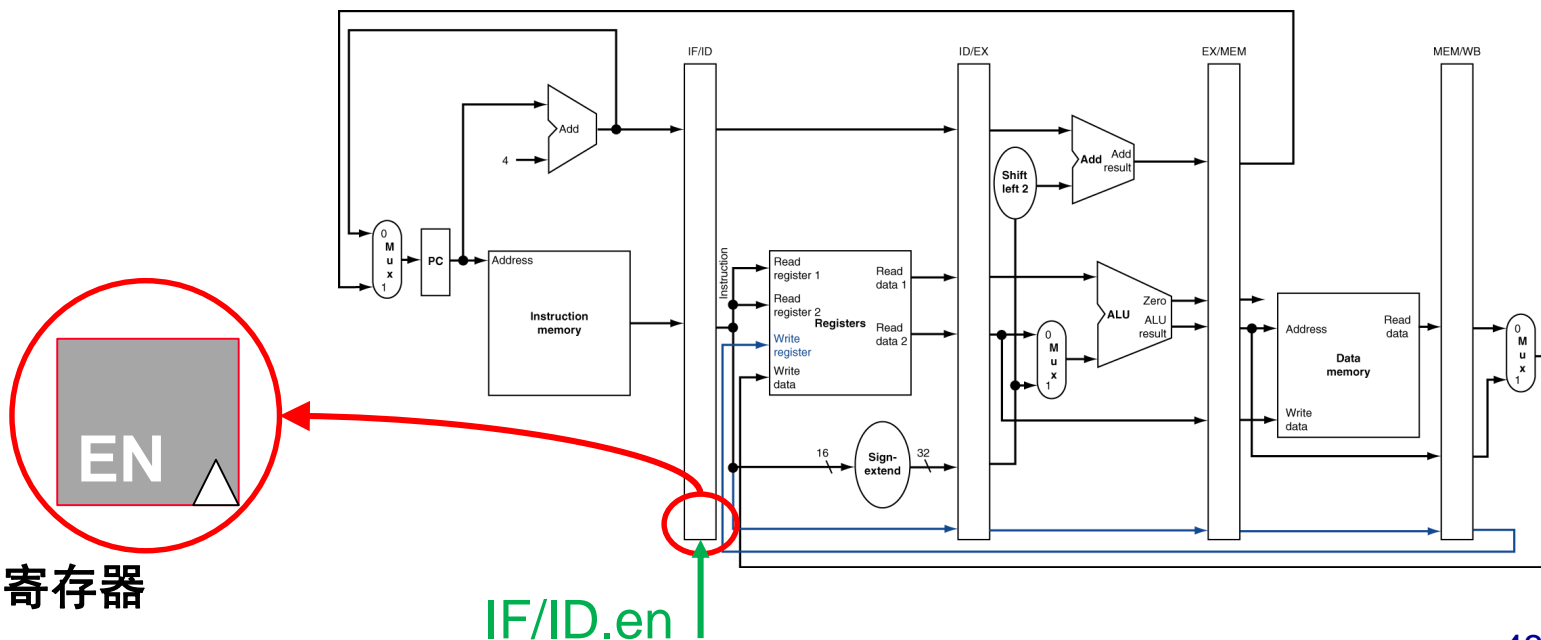 IF/ID
ID/EX
EX/MEM
MEM/WB
Add
4
Shift
left 2
Add
Add
result
0
M
u
x
1
PC
Address
Instruction
memory
Instruction
Read
register 1
Read
register 2
Write
register
Write
data
Registers
Read
data 1
Read
data 2
0
M
u
x
1
Zero
ALU
ALU
result
Address
Write
data
Read
data
Data
memory
0
M
u
x
1
16
Sign-
extend
32
EN
寄存器
IF/ID.en